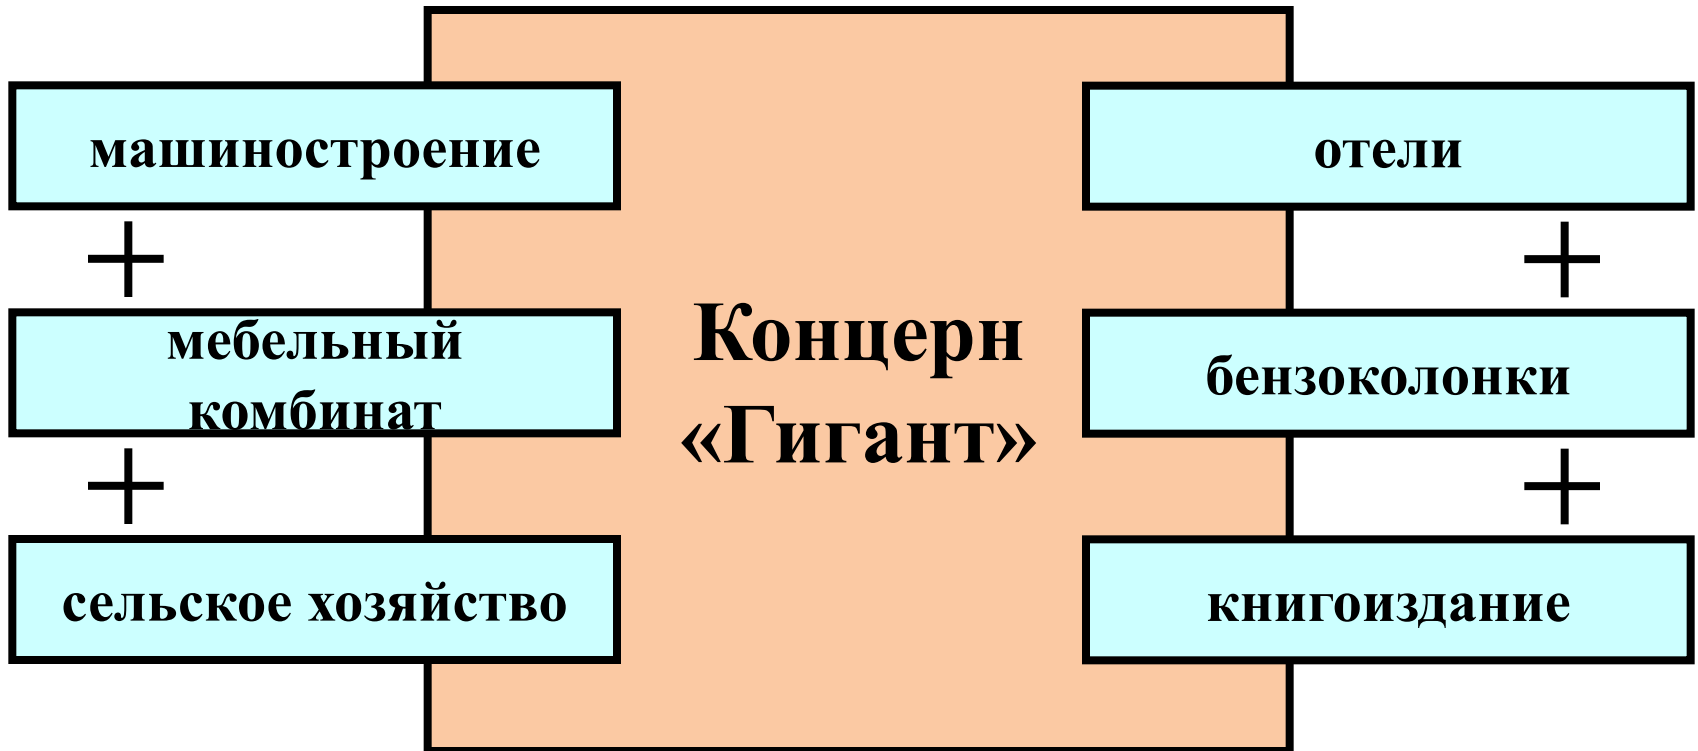 машиностроение
+
мебельный
комбинат
+
сельское хозяйство
Концерн
«Гигант»
отели
+
бензоколонки
+
книгоиздание